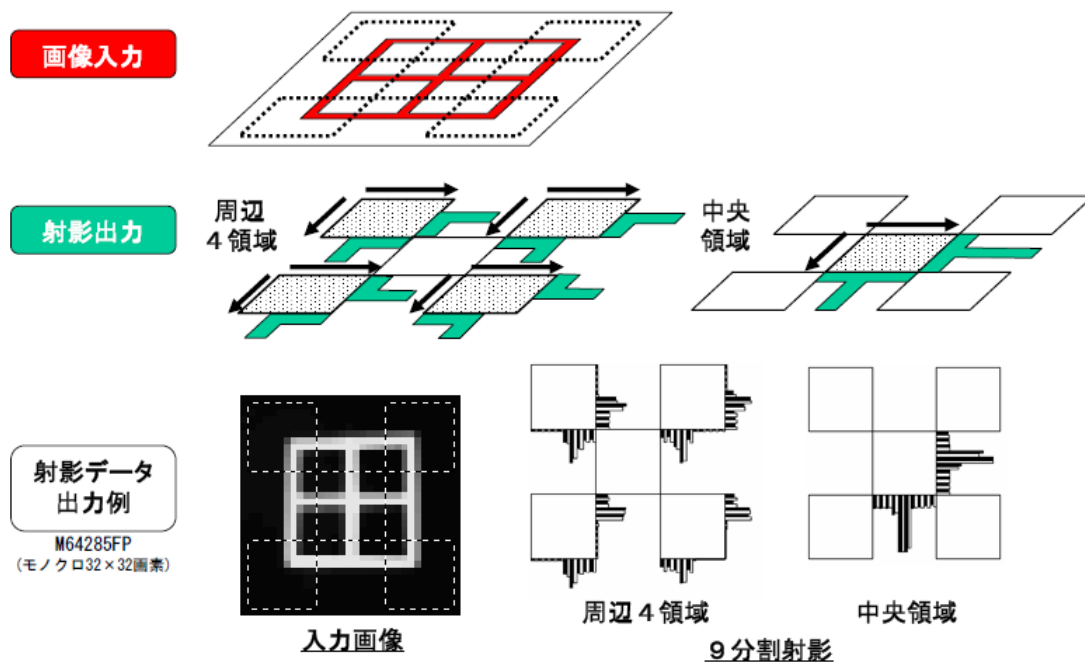 画像入力
射影出力
周辺
4領域
中央
領域
射影データ
出力例
M64285FP
(モノクロ32×32画素)
入力画像
周辺4領域
中央領域
9分割射影